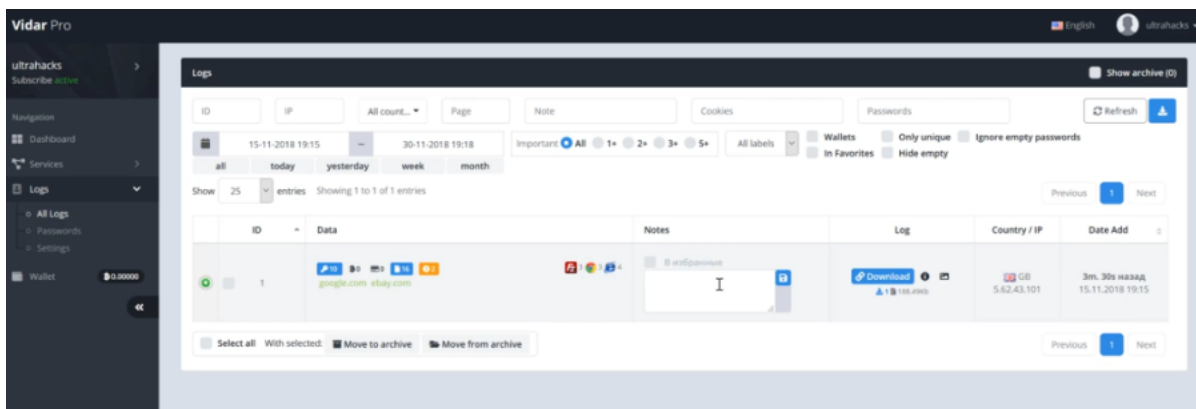 Vidar Pro
English
ultrahacks
ultrahacks
Subscribe active
Navigation
Dashboard
Services
Logs
All Logs
Passwords
Settings
Wallet
0.00000
Logs
Show archive (0)
ID IP All count... Page Note Cookies Passwords Refresh
15-11-2018 19:15 – 30-11-2018 19:18 Important All 1+ 2+ 3+ 5+ All labels Wallets Only unique Ignore empty passwords
In Favorites Hide empty
all today yesterday week month
Show 25 entries Showing 1 to 1 of 1 entries
Previous 1 Next
ID Data Notes Log Country / IP Date Add
1
10 0 0 16 2
google.com ebay.com
3 3 4
В избранные
Download
1 188.49Kb
GB
5.62.43.101
3m. 30s назад
15.11.2018 19:15
Select all With selected: Move to archive Move from archive
Previous 1 Next